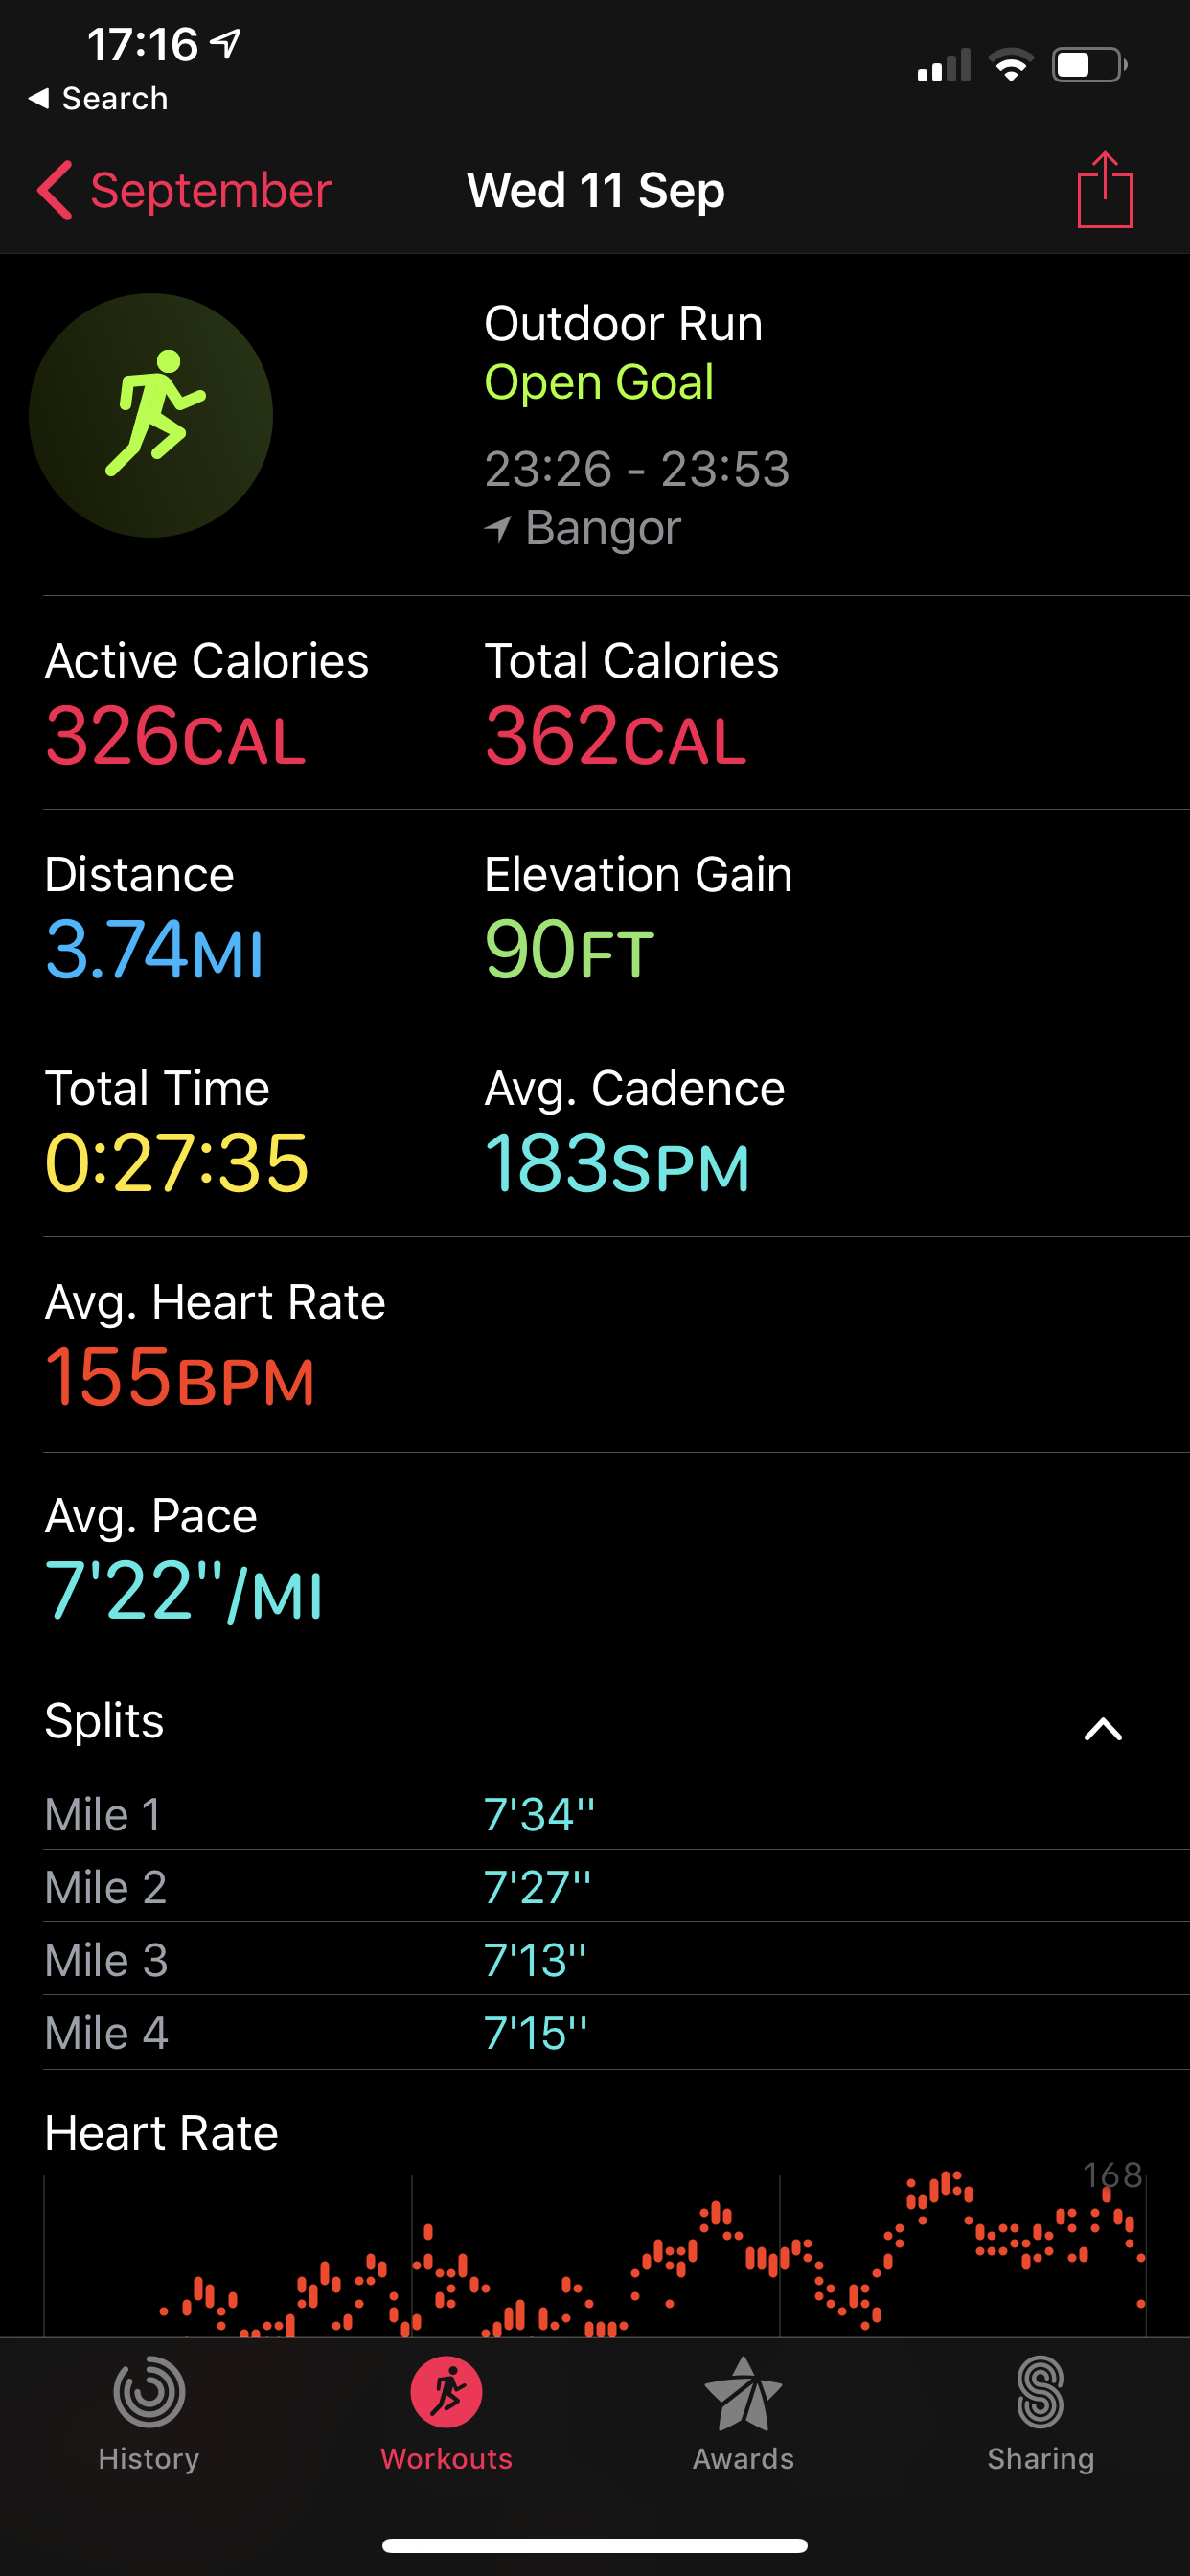 17:16
Search
September
Wed 11 Sep
Outdoor Run
Open Goal
23:26 - 23:53
Bangor
Active Calories
Total Calories
326CAL
362CAL
Distance
Elevation Gain
3.74MI
90FT
Total Time
Avg. Cadence
0:27:35
183SPM
Avg. Heart Rate
155BPM
Avg. Pace
7'22"/MI
Splits
Mile 1 7'34"
Mile 2 7'27"
Mile 3 7'13"
Mile 4 7'15"
Heart Rate
168
History
Workouts
Awards
Sharing